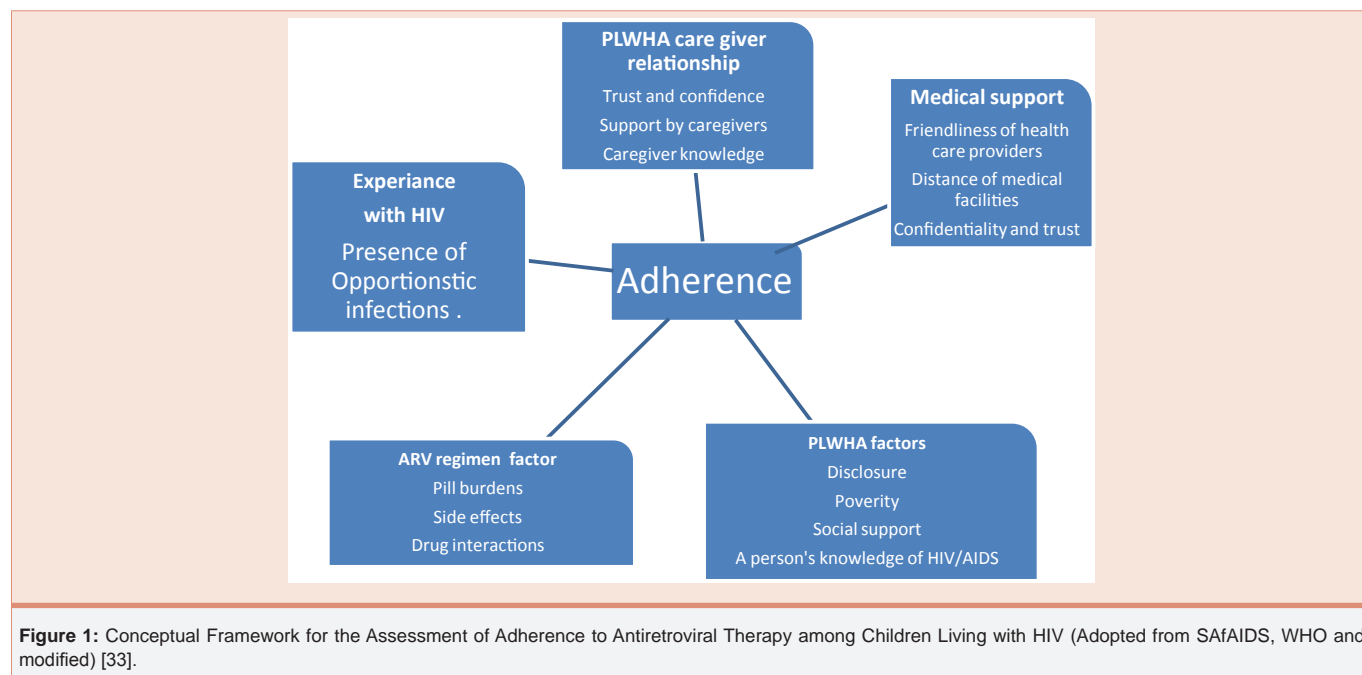 PLWHA care giver
relationship
Trust and confidence
Support by caregivers
Caregiver knowledge
Medical support
Friendliness of health
care providers
Distance of medical
facilities
Confidentiality and trust
Experiance
with HIV
Presence of
Opportionstic
infections .
Adherence
ARV regimen factor
Pill burdens
Side effects
Drug interactions
PLWHA factors
Disclosure
Poverity
Social support
A person's knowledge of HIV/AIDS
Figure 1: Conceptual Framework for the Assessment of Adherence to Antiretroviral Therapy among Children Living with HIV (Adopted from SAfAIDS, WHO and
modified) [33].